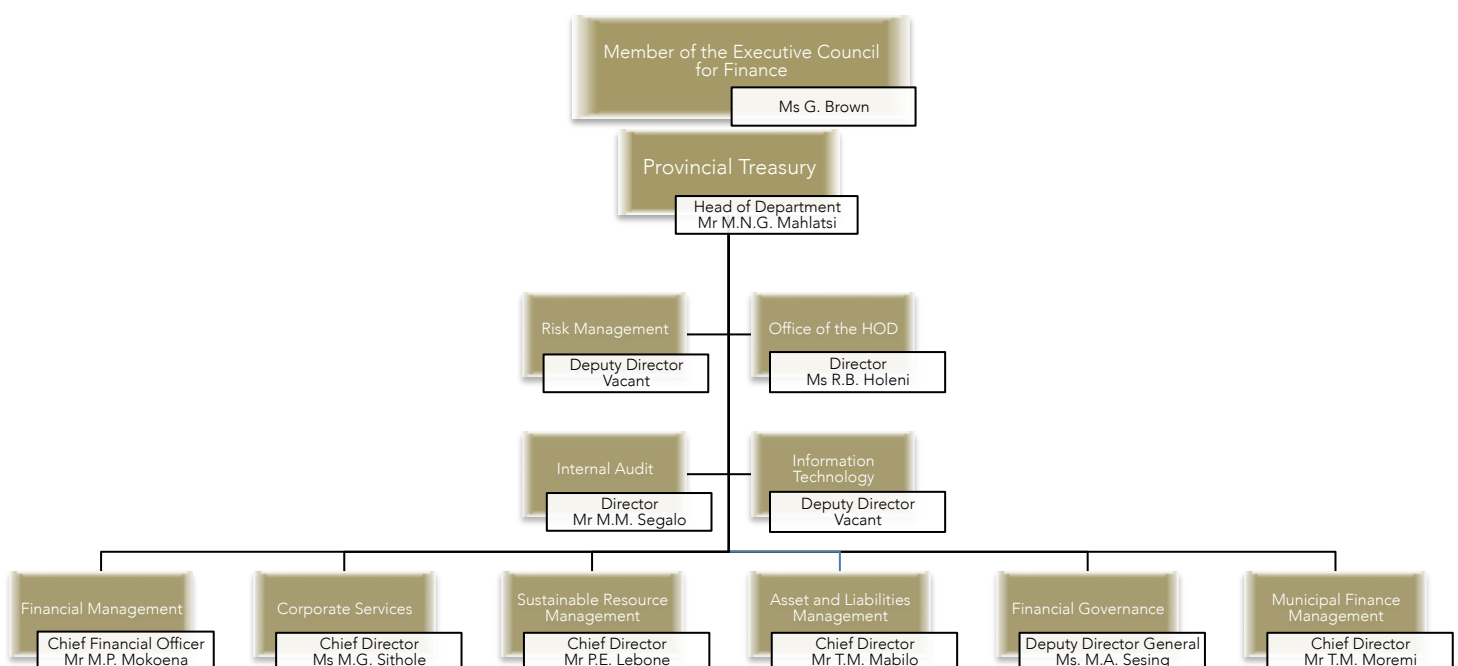 Member of the Executive Council
for Finance
Ms G. Brown
Provincial Treasury
Head of Department
Mr M.N.G. Mahlatsi
Risk Management
Deputy Director
Vacant
Office of the HOD
Director
Ms R.B. Holeni
Internal Audit
Director
Mr M.M. Segalo
Information
Technology
Deputy Director
Vacant
Financial Management
Chief Financial Officer
Mr M.P. Mokoena
Corporate Services
Chief Director
Ms M.G. Sithole
Sustainable Resource
Management
Chief Director
Mr P.E. Lebone
Asset and Liabilities
Management
Chief Director
Mr T.M. Mabilo
Financial Governance
Deputy Director General
Ms. M.A. Sesing
Municipal Finance
Management
Chief Director
Mr T.M. Moremi